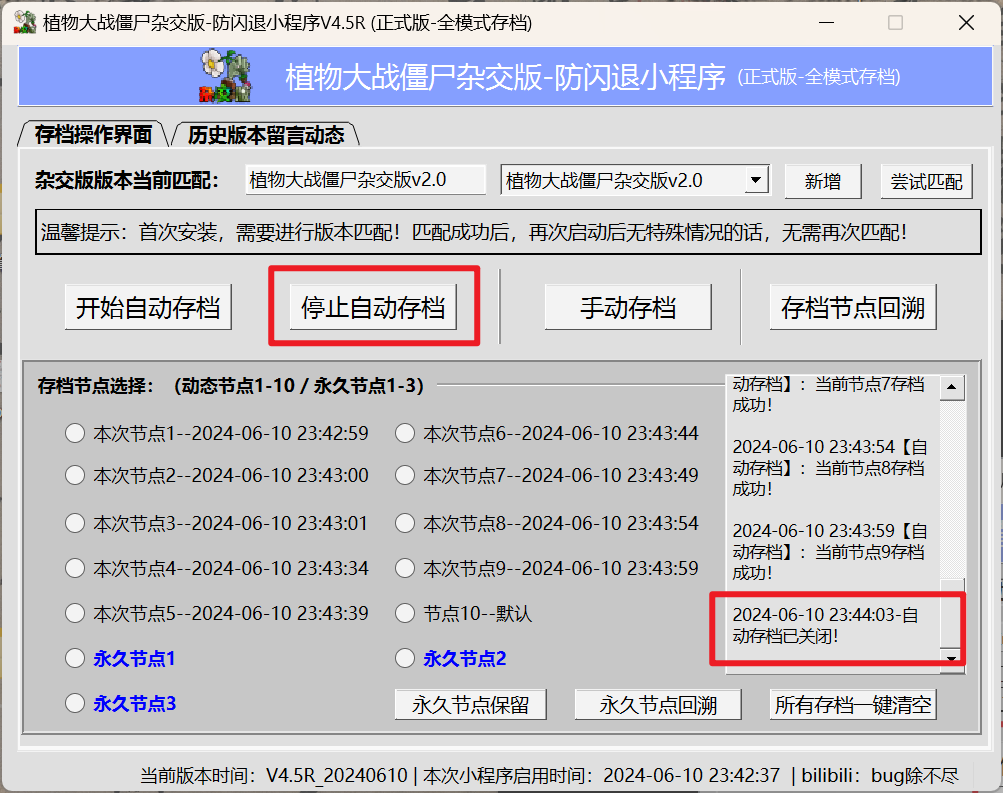 植物大战僵尸杂交版-防闪退小程序V4.5R (正式版-全模式存档)
植物大战僵尸杂交版-防闪退小程序 (正式版-全模式存档)
存档操作界面 历史版本留言动态
杂交版版本当前匹配： 植物大战僵尸杂交版v2.0 植物大战僵尸杂交版v2.0 新增 尝试匹配
温馨提示：首次安装，需要进行版本匹配！匹配成功后，再次启动后无特殊情况的话，无需再次匹配！
开始自动存档 停止自动存档 手动存档 存档节点回溯
存档节点选择：（动态节点1-10 / 永久节点1-3）
本次节点1--2024-06-10 23:42:59 本次节点6--2024-06-10 23:43:44
本次节点2--2024-06-10 23:43:00 本次节点7--2024-06-10 23:43:49
本次节点3--2024-06-10 23:43:01 本次节点8--2024-06-10 23:43:54
本次节点4--2024-06-10 23:43:34 本次节点9--2024-06-10 23:43:59
本次节点5--2024-06-10 23:43:39 节点10--默认
永久节点1 永久节点2
永久节点3 永久节点保留 永久节点回溯 所有存档一键清空
动存档】：当前节点7存档
成功！
2024-06-10 23:43:54【自
动存档】：当前节点8存档
成功！
2024-06-10 23:43:59【自
动存档】：当前节点9存档
成功！
2024-06-10 23:44:03-自
动存档已关闭！
当前版本时间：V4.5R_20240610 | 本次小程序启用时间：2024-06-10 23:42:37 | bilibili：bug除不尽